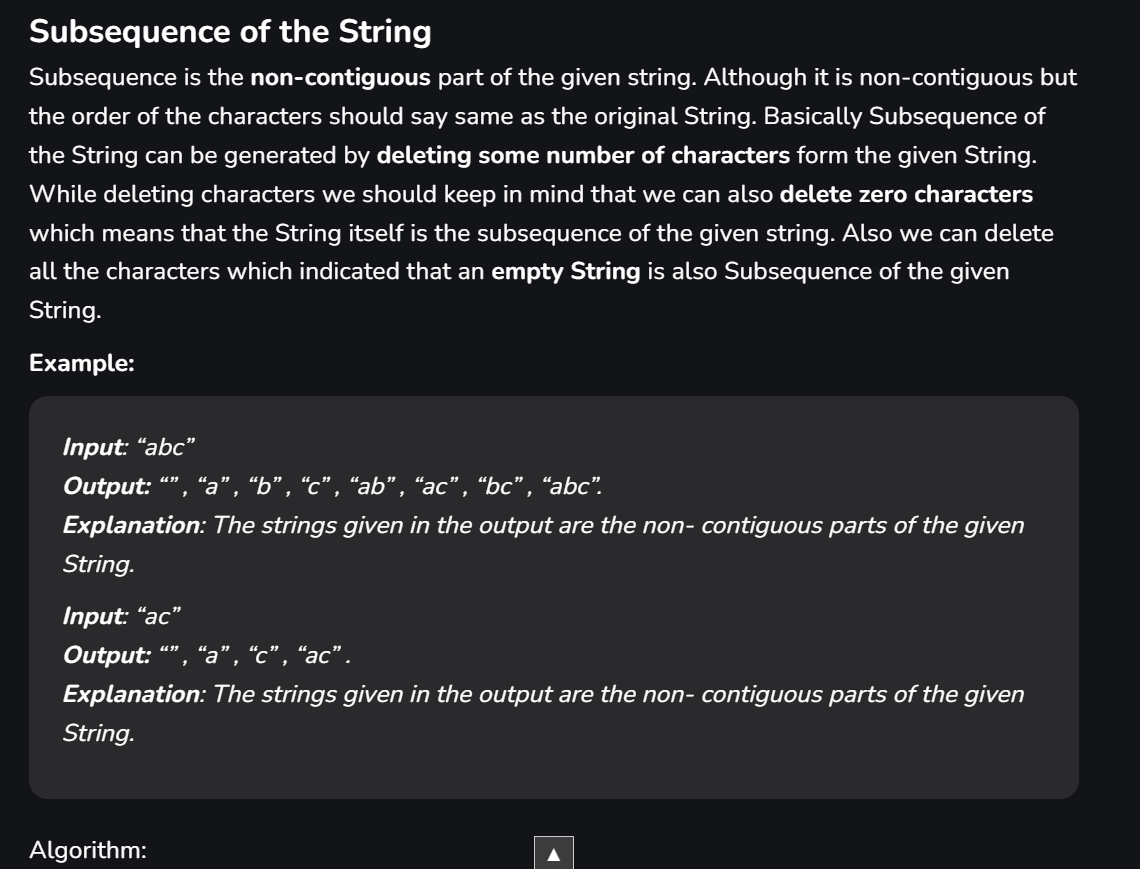 Subsequence of the String
Subsequence is the non-contiguous part of the given string. Although it is non-contiguous but
the order of the characters should say same as the original String. Basically Subsequence of
the String can be generated by deleting some number of characters form the given String.
While deleting characters we should keep in mind that we can also delete zero characters
which means that the String itself is the subsequence of the given string. Also we can delete
all the characters which indicated that an empty String is also Subsequence of the given
String.
Example:
Input: “abc”
Output: “” , “a” , “b” , “c” , “ab” , “ac” , “bc” , “abc”.
Explanation: The strings given in the output are the non- contiguous parts of the given
String.
Input: “ac”
Output: “” , “a” , “c” , “ac” .
Explanation: The strings given in the output are the non- contiguous parts of the given
String.
Algorithm: